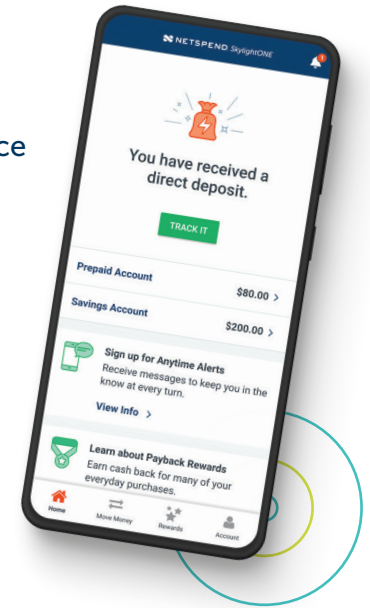 ce
NETSPEND SkylightONE
1
You have received a
direct deposit.
TRACK IT
Prepaid Account
$80.00 >
Savings Account
$200.00 >
Sign up for Anytime Alerts
Receive messages to keep you in the
know at every turn.
View Info >
Learn about Payback Rewards
Earn cash back for many of your
everyday purchases.
Home
Move Money
Rewards
Account